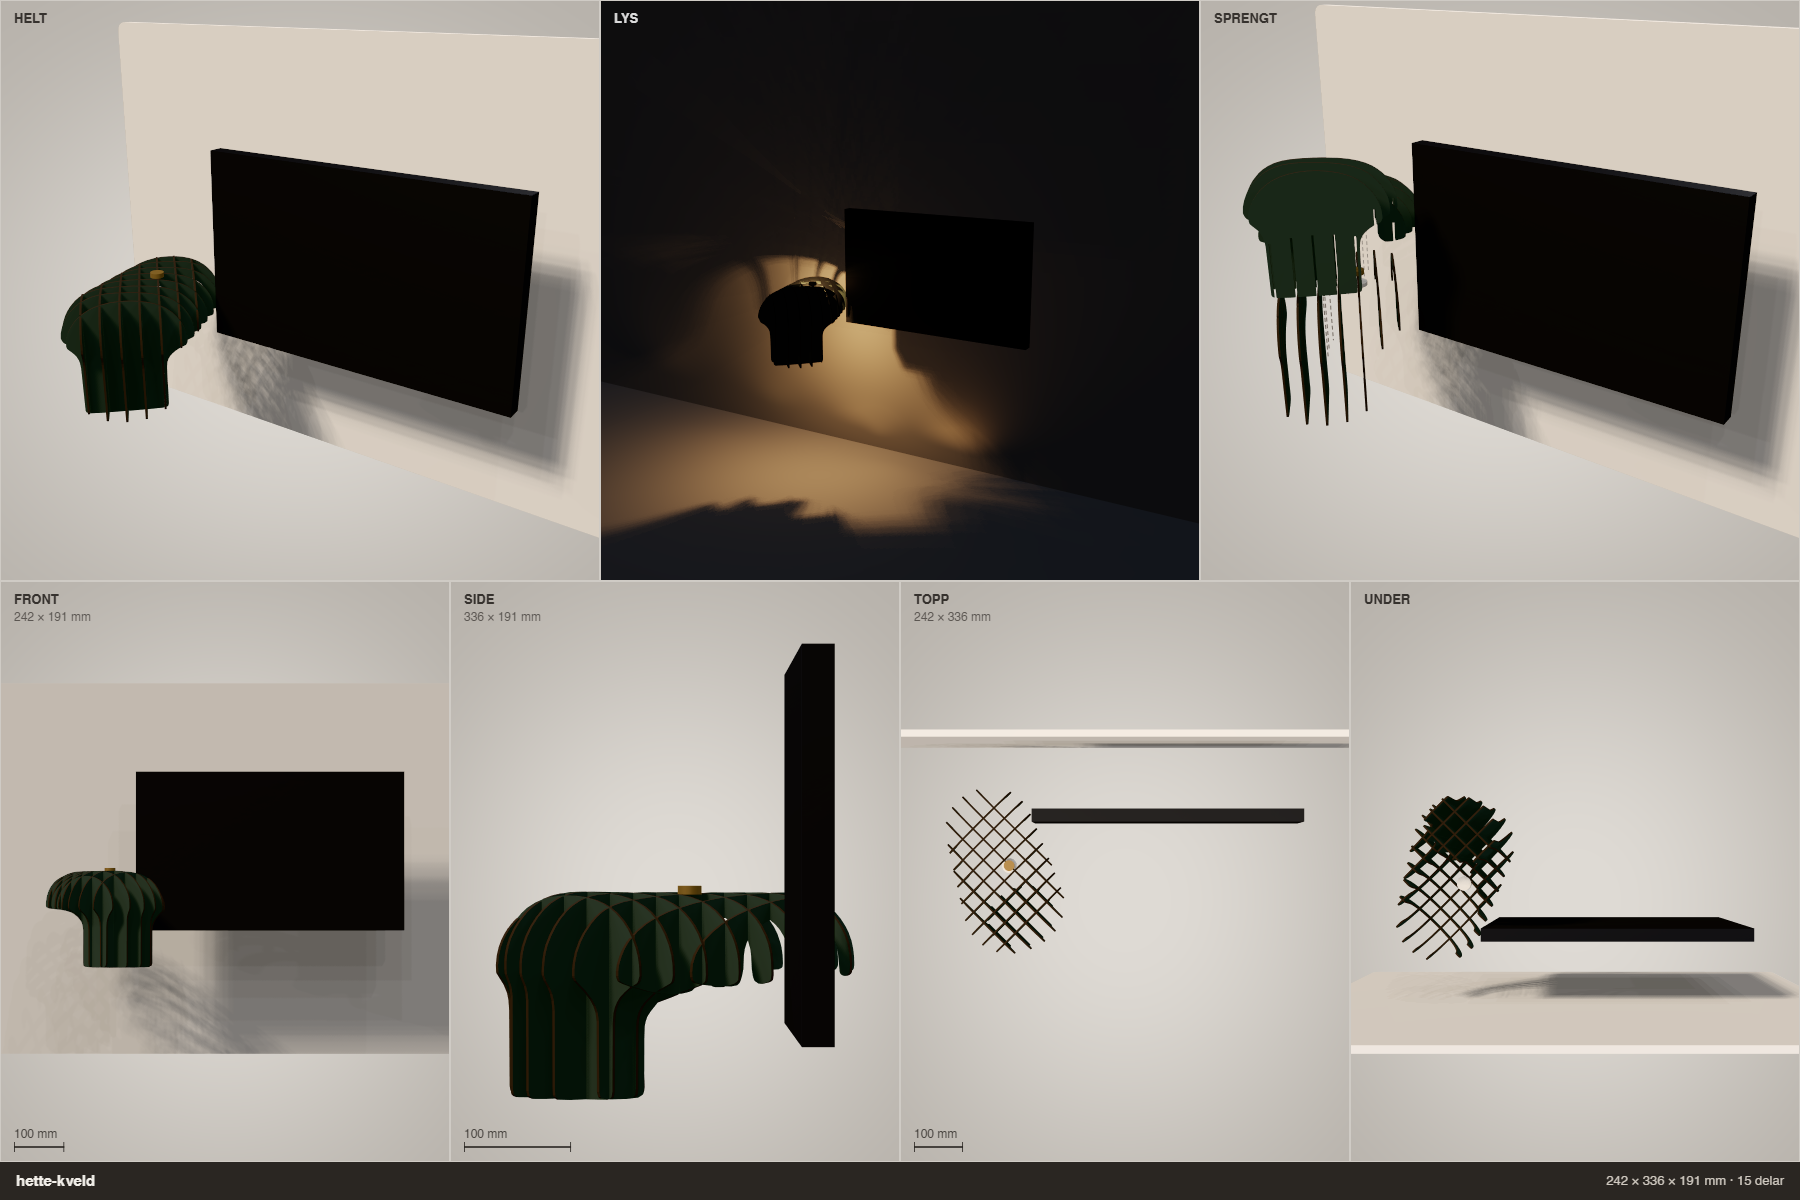 HELT
LYS
SPRENGT
FRONT
242 × 191 mm
SIDE
336 × 191 mm
TOPP
242 × 336 mm
UNDER
100 mm
100 mm
100 mm
hette-kveld
242 × 336 × 191 mm · 15 delar